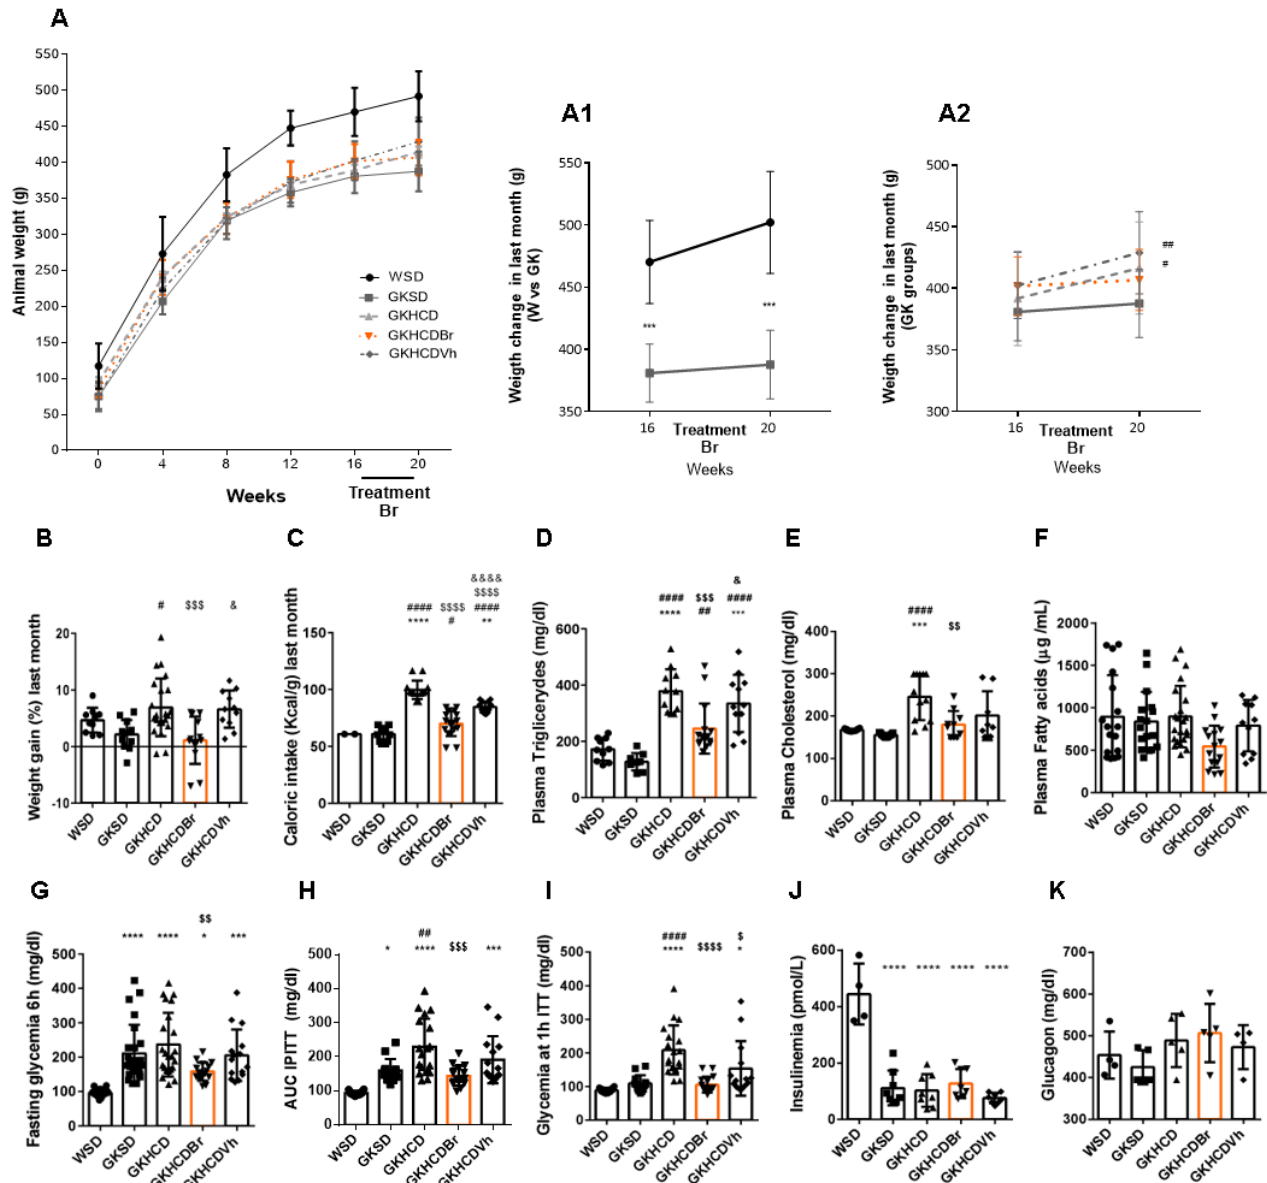 A
550
500
450
400
350
300
250
200
150
100
50
0
Animal weight (g)
0
4
8
12
16
20
Weeks
Treatment
Br
WSD
GKSD
GKHCD
GKHCDBr
GKHCDVh
A1
550
500
450
400
350
Weigth change in last month (g)
(W vs GK)
***
***
16
Treatment
20
Br
Weeks
A2
500
450
400
350
300
Weigth change in last month (g)
(GK groups)
##
#
16
Treatment
20
Br
Weeks
B
Weight gain (%) last month
20
10
0
-10
#
$$$
&
WSD
GKSD
GKHCD
GKHCDBr
GKHCDVh
C
Caloric intake (Kcal/g) last month
150
100
50
0
&&&&
$$$$
#### $$$$ ####
**** # **
WSD
GKSD
GKHCD
GKHCDBr
GKHCDVh
D
Plasma Triglicerydes (mg/dl)
600
400
200
0
&
#### $$$ ####
**** ## ***
WSD
GKSD
GKHCD
GKHCDBr
GKHCDVh
E
Plasma Cholesterol (mg/dl)
400
300
200
100
0
####
*** $$
WSD
GKSD
GKHCD
GKHCDBr
GKHCDVh
F
Plasma Fatty acids (µg /mL)
2000
1500
1000
500
0
WSD
GKSD
GKHCD
GKHCDBr
GKHCDVh
G
Fasting glycemia 6h (mg/dl)
500
400
300
200
100
0
$$
**** **** * ***
WSD
GKSD
GKHCD
GKHCDBr
GKHCDVh
H
AUC IPITT (mg/dl)
500
400
300
200
100
0
##
* **** $$$ ***
WSD
GKSD
GKHCD
GKHCDBr
GKHCDVh
I
Glycemia at 1h ITT (mg/dl)
500
400
300
200
100
0
#### $
**** $$$$ *
WSD
GKSD
GKHCD
GKHCDBr
GKHCDVh
J
Insulinemia (pmol/L)
600
400
200
0
**** **** **** ****
WSD
GKSD
GKHCD
GKHCDBr
GKHCDVh
K
Glucagon (mg/dl)
700
600
500
400
300
WSD
GKSD
GKHCD
GKHCDBr
GKHCDVh